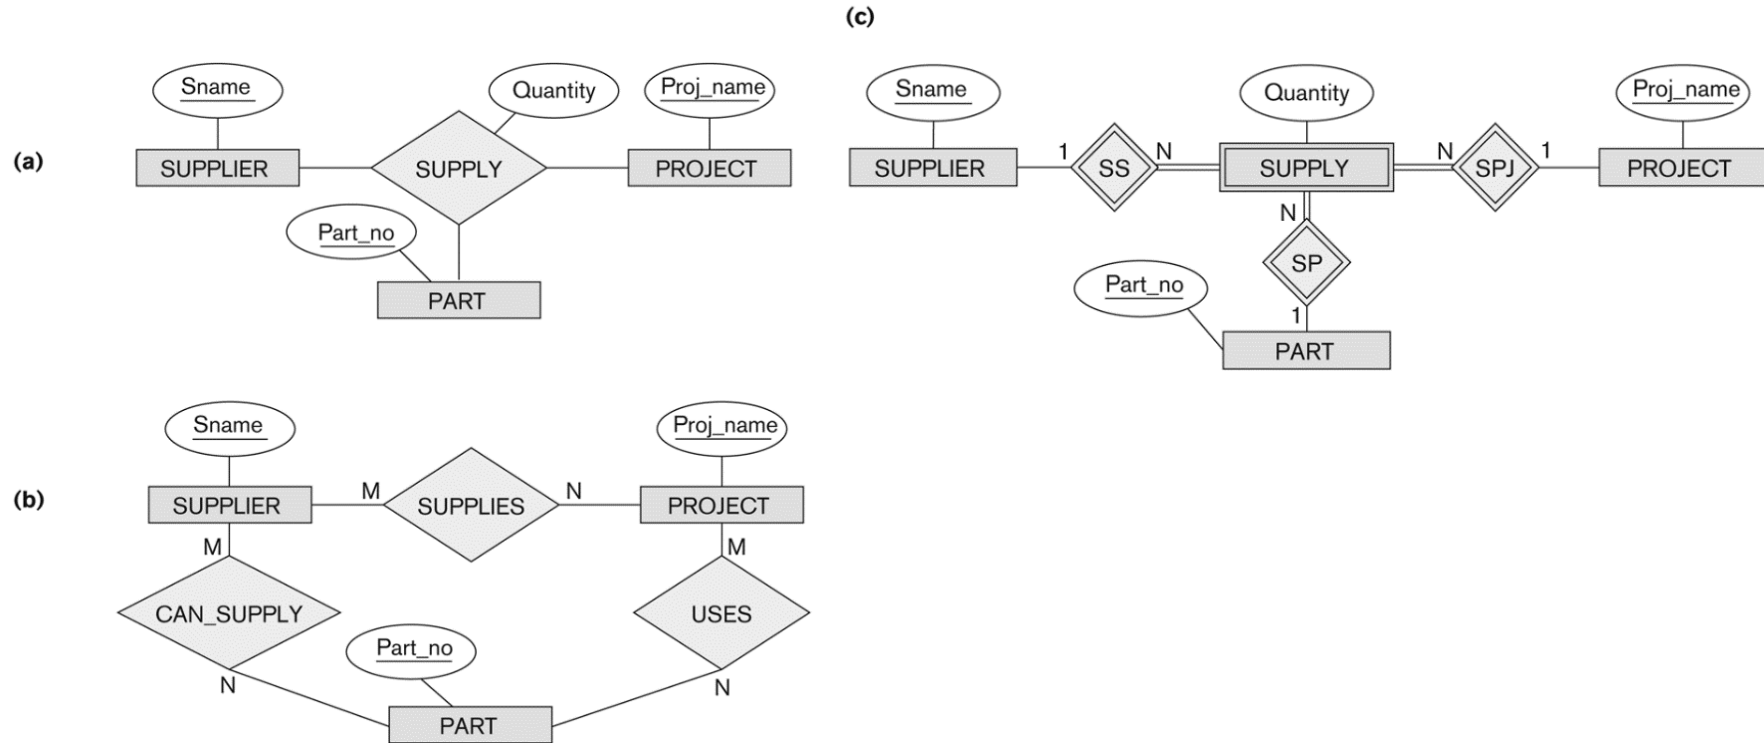 (a)
Sname
Quantity
Proj_name
SUPPLIER
SUPPLY
PROJECT
Part_no
PART
(b)
Sname
Proj_name
SUPPLIER
M
SUPPLIES
N
PROJECT
M
M
CAN_SUPPLY
USES
Part_no
N
N
PART
(c)
Sname
Quantity
Proj_name
SUPPLIER
1
SS
N
SUPPLY
N
SPJ
1
PROJECT
N
SP
Part_no
1
PART